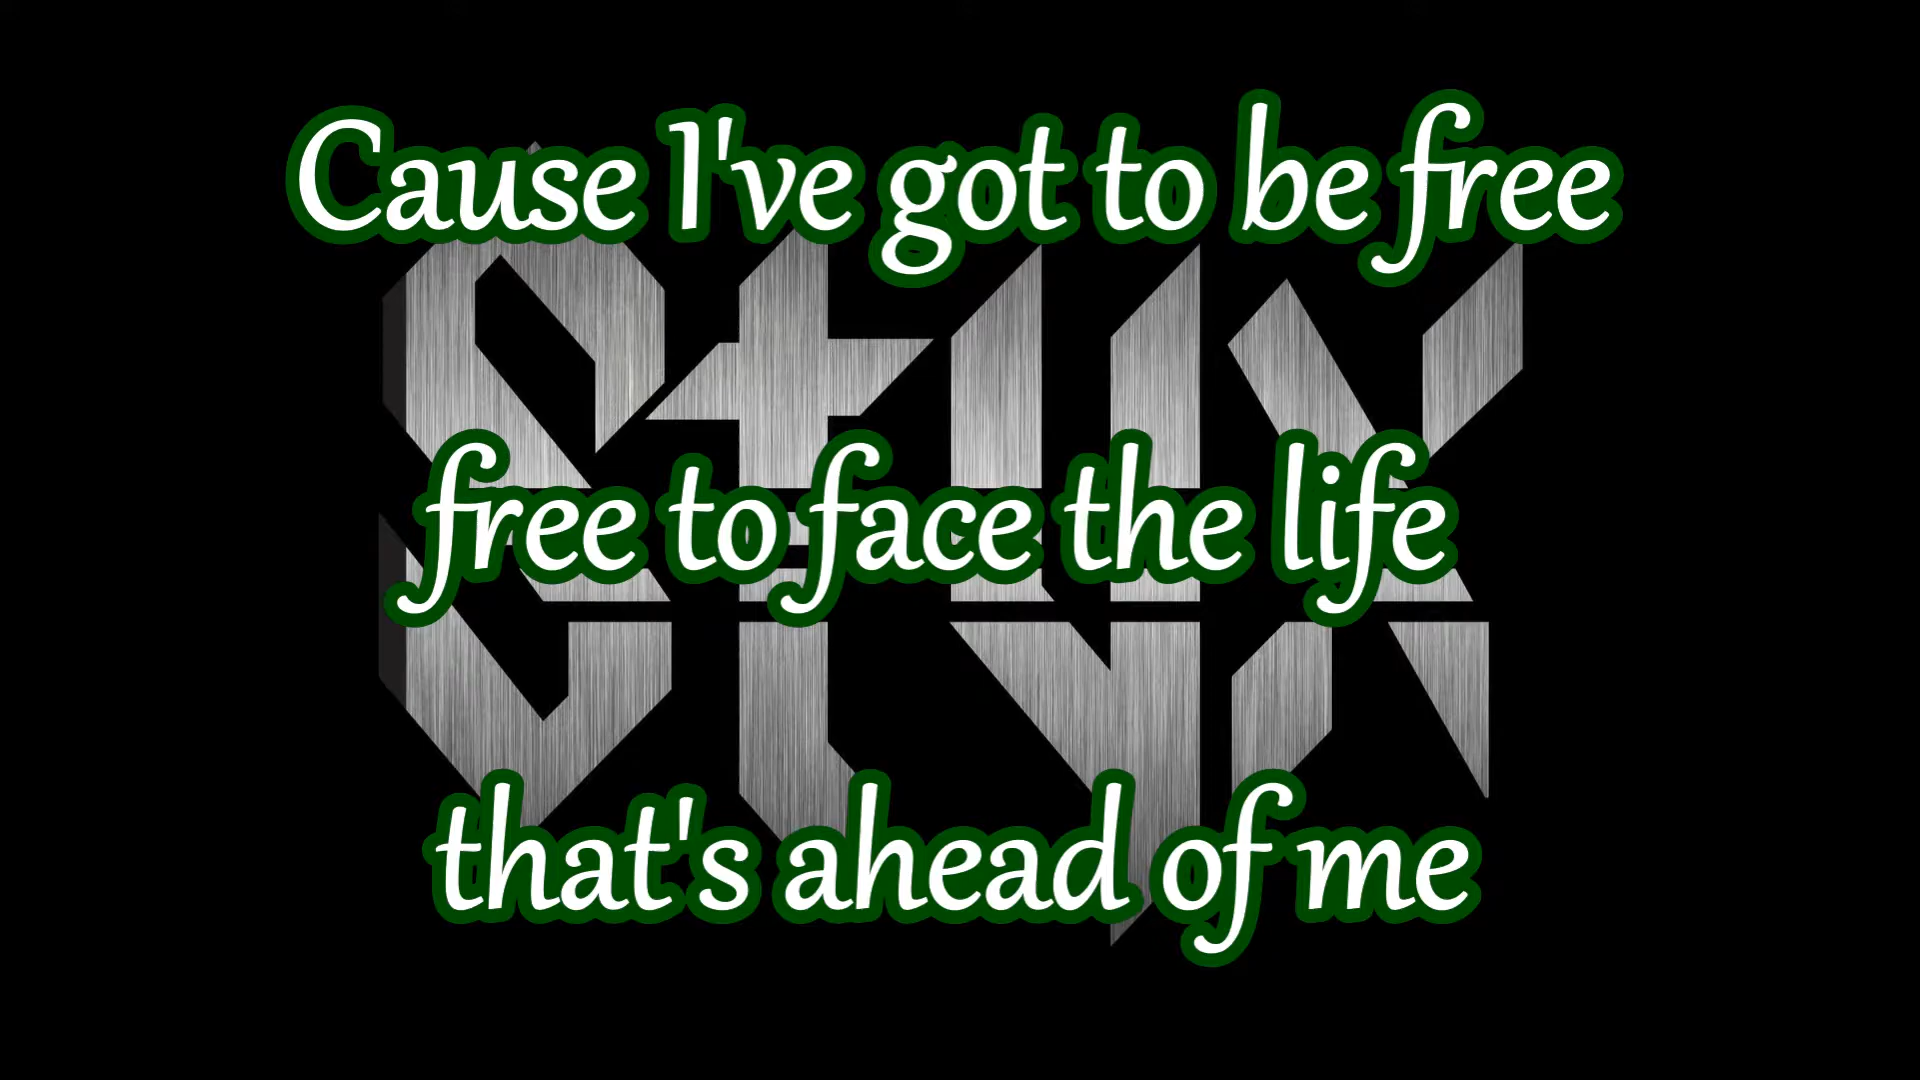 Cause I've got to be free
Styx
free to face the life
that's ahead of me